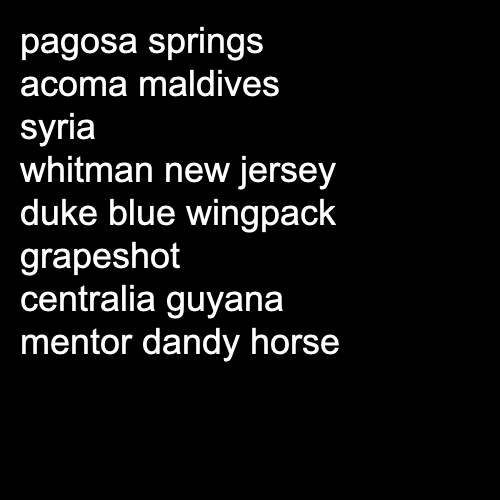 pagosa springs
acoma maldives
syria
whitman new jersey
duke blue wingpack
grapeshot
centralia guyana
mentor dandy horse